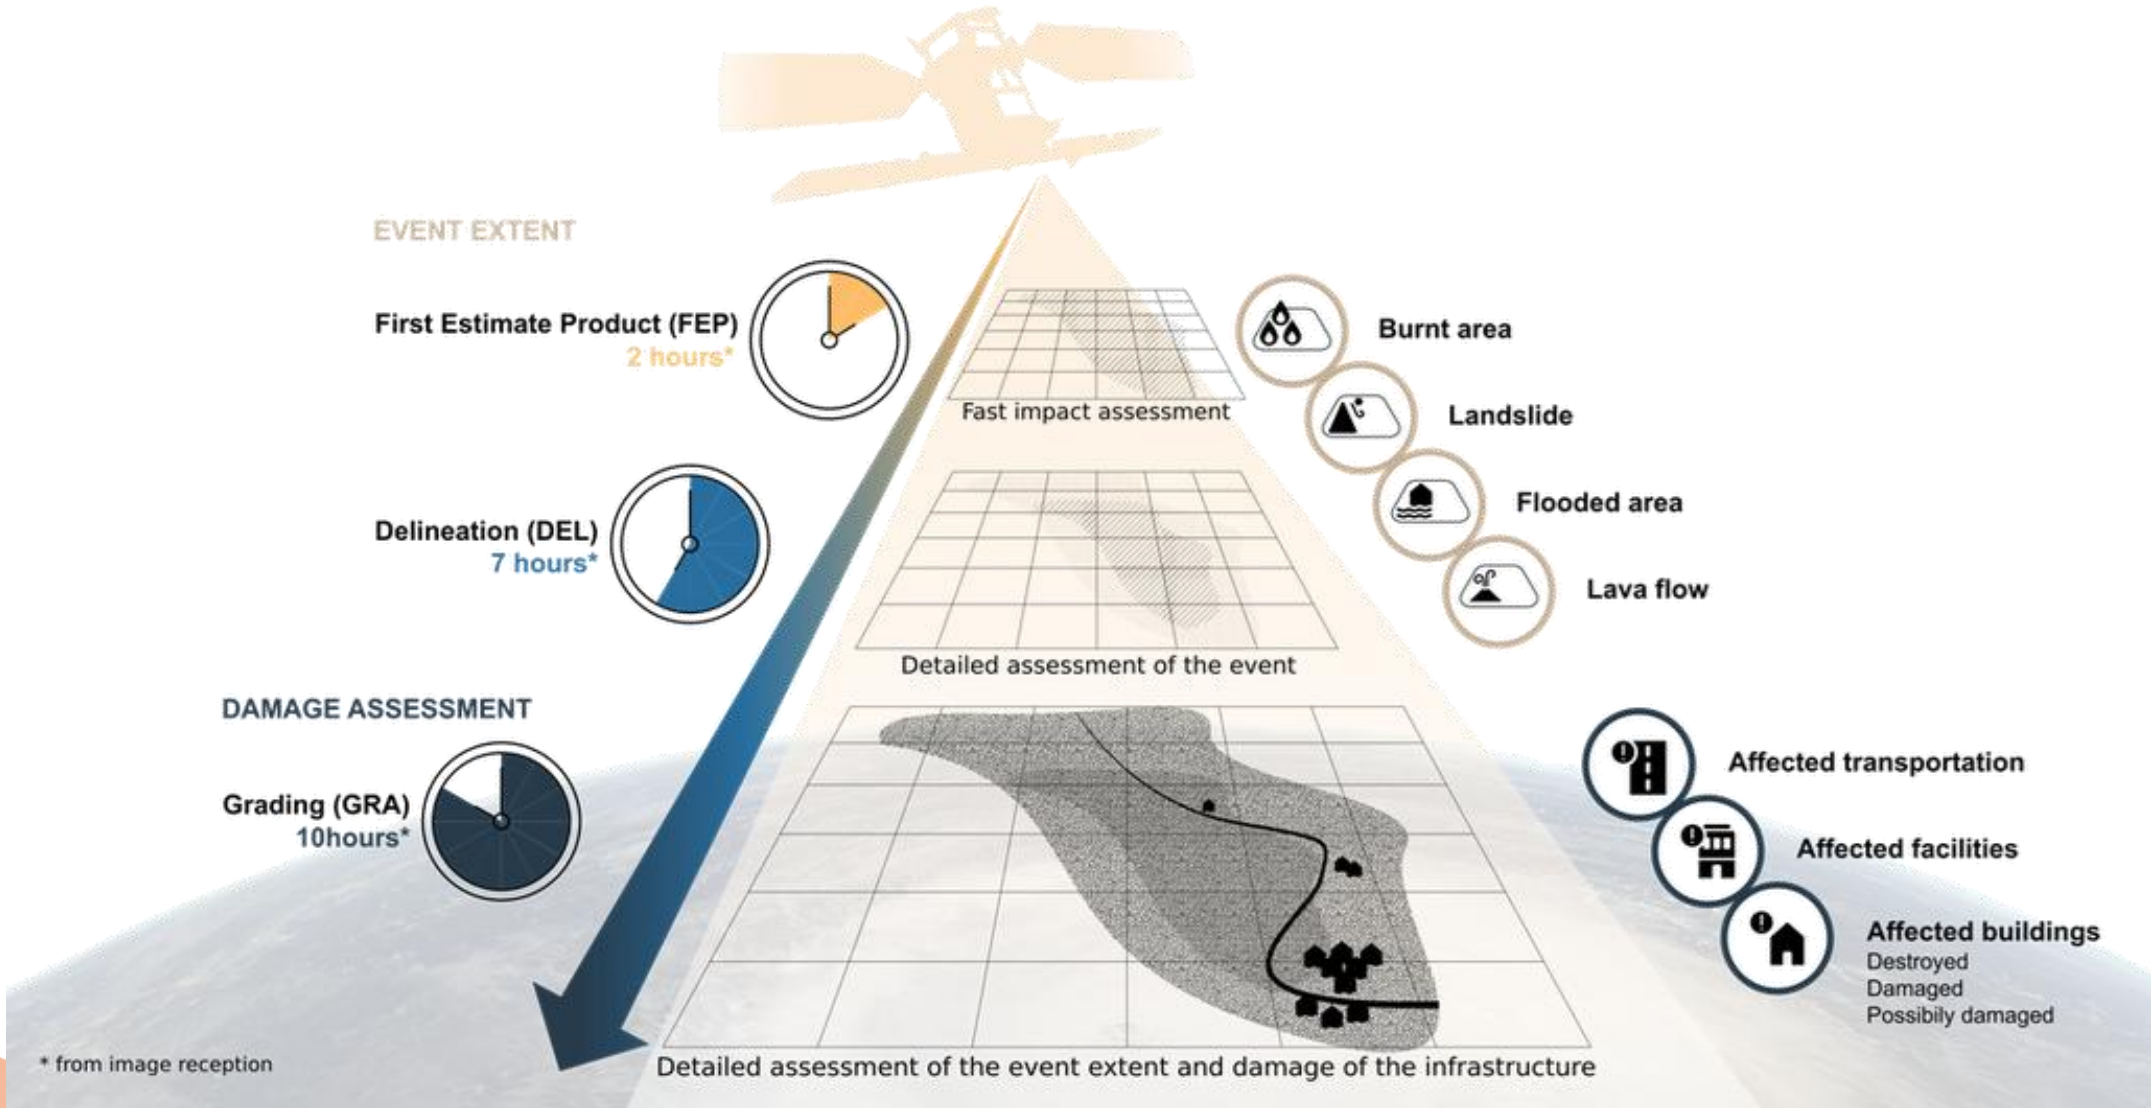 EVENT EXTENT
First Estimate Product (FEP)
2 hours*
Fast impact assessment
Burnt area
Landslide
Flooded area
Lava flow
Delineation (DEL)
7 hours*
Detailed assessment of the event
DAMAGE ASSESSMENT
Grading (GRA)
10hours*
Affected transportation
Affected facilities
Affected buildings
Destroyed
Damaged
Possibily damaged
* from image reception
Detailed assessment of the event extent and damage of the infrastructure